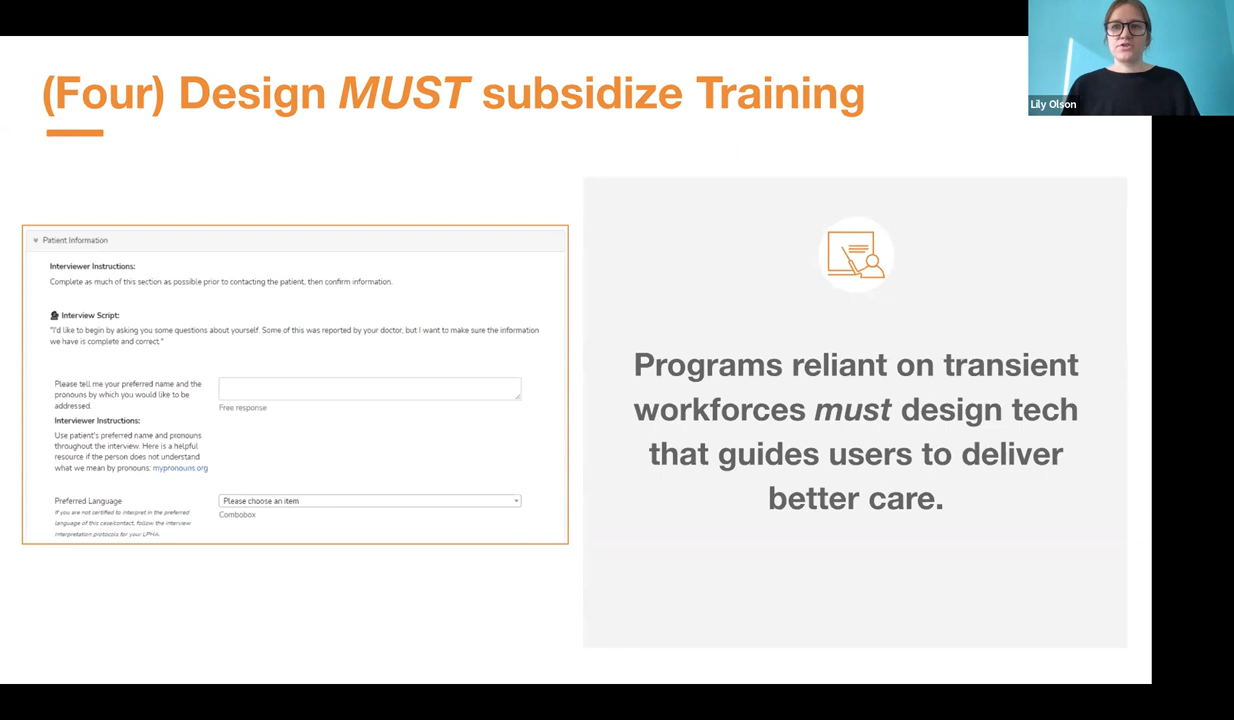 (Four) Design MUST subsidize Training
Lily Olson
Patient Information
Interviewer Instructions:
Complete as much of this section as possible prior to contacting the patient, then confirm information.
Interview Script:
"I'd like to begin by asking you some questions about yourself. Some of this was reported by your doctor, but I want to make sure the information
we have is complete and correct."
Please tell me your preferred name and the
pronouns by which you would like to be
addressed.
Free response
Interviewer Instructions:
Use patient's preferred name and pronouns
throughout the interview. Here is a helpful
resource if the person does not understand
what we mean by pronouns: mypronouns.org
Preferred Language
Please choose an item
Combobox
If you are not certified to interpret in the preferred
language of this case/contact, follow the interview
interpretation protocols for your LPHA.
Programs reliant on transient
workforces must design tech
that guides users to deliver
better care.